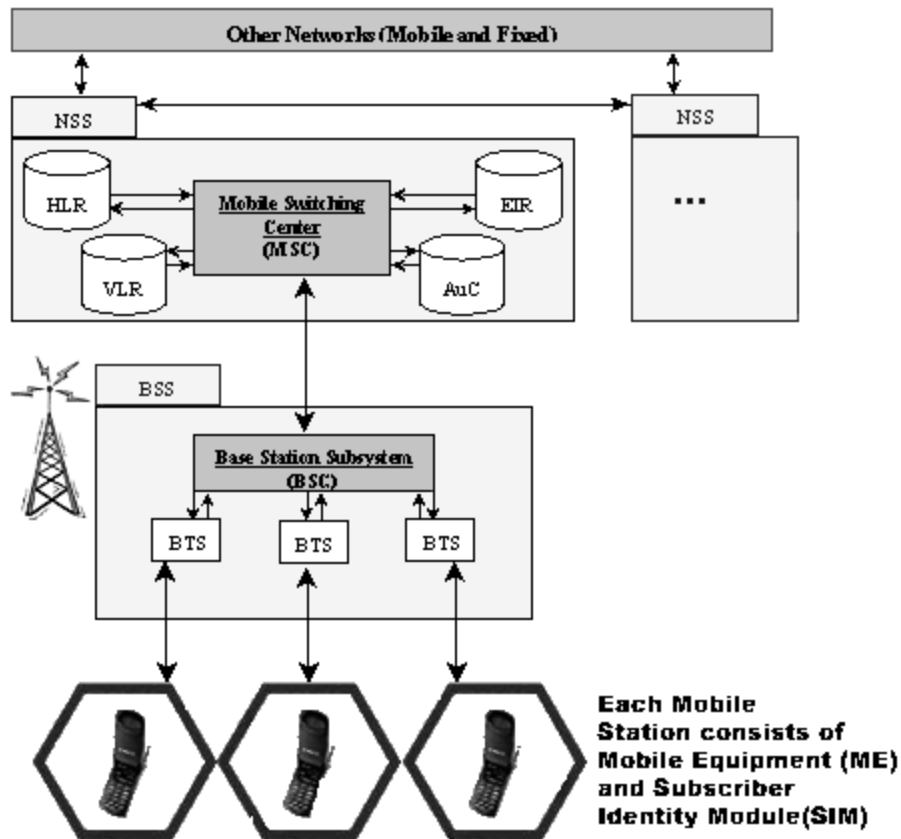 Other Networks (Mobile and Fixed)
NSS
NSS
HLR
Mobile Switching
Center
(MSC)
EIR
...
VLR
AuC
BSS
Base Station Subsystem
(BSC)
BTS
BTS
BTS
Each Mobile
Station consists of
Mobile Equipment (ME)
and Subscriber
Identity Module(SIM)